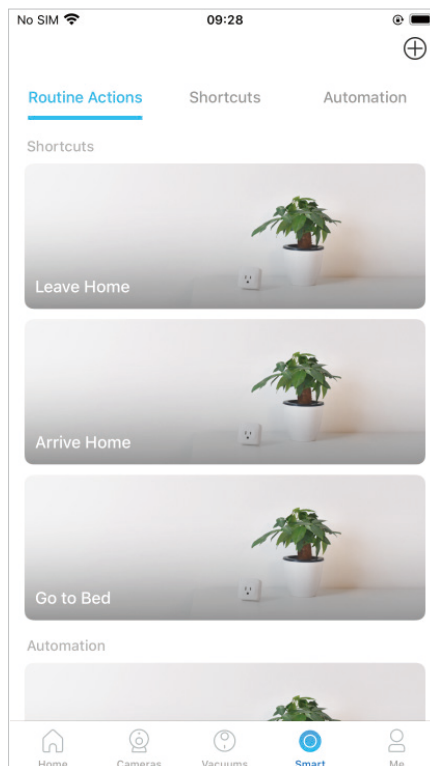 No SIM 09:28
Routine Actions Shortcuts Automation
Shortcuts
Leave Home
Arrive Home
Go to Bed
Automation
Home Cameras Vacuums Smart Me